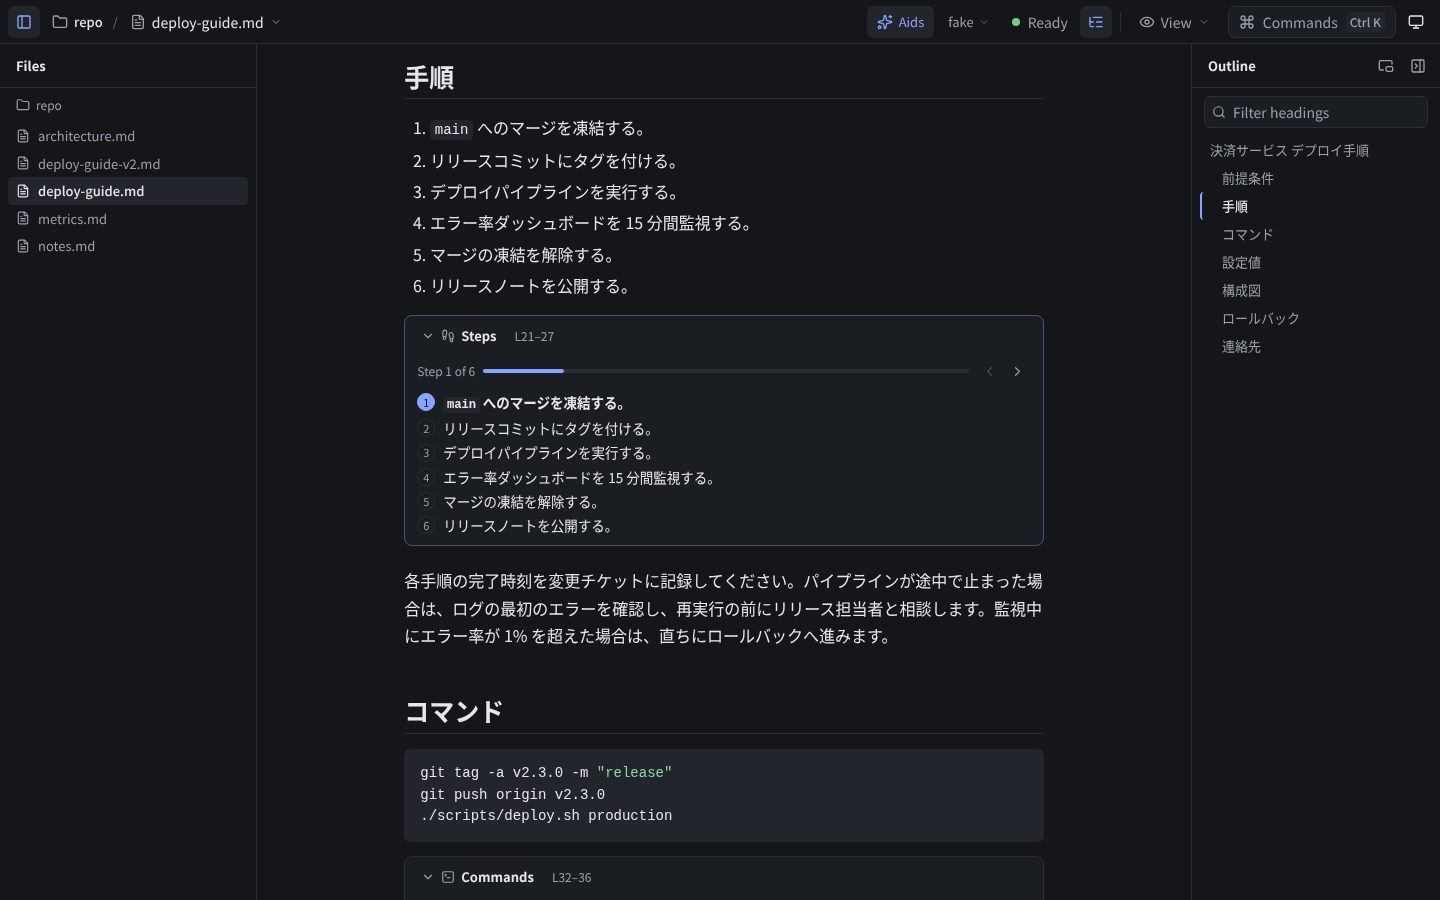 repo / deploy-guide.md
Aids
fake
Ready
View
Commands Ctrl K
Files
repo
architecture.md
deploy-guide-v2.md
deploy-guide.md
metrics.md
notes.md
手順
1. main へのマージを凍結する。
2. リリースコミットにタグを付ける。
3. デプロイパイプラインを実行する。
4. エラー率ダッシュボードを 15 分間監視する。
5. マージの凍結を解除する。
6. リリースノートを公開する。
Steps L21–27
Step 1 of 6
1 main へのマージを凍結する。
2 リリースコミットにタグを付ける。
3 デプロイパイプラインを実行する。
4 エラー率ダッシュボードを 15 分間監視する。
5 マージの凍結を解除する。
6 リリースノートを公開する。
各手順の完了時刻を変更チケットに記録してください。パイプラインが途中で止まった場
合は、ログの最初のエラーを確認し、再実行の前にリリース担当者と相談します。監視中
にエラー率が 1% を超えた場合は、直ちにロールバックへ進みます。
コマンド
git tag -a v2.3.0 -m "release"
git push origin v2.3.0
./scripts/deploy.sh production
Commands L32–36
Outline
Filter headings
決済サービス デプロイ手順
前提条件
手順
コマンド
設定値
構成図
ロールバック
連絡先